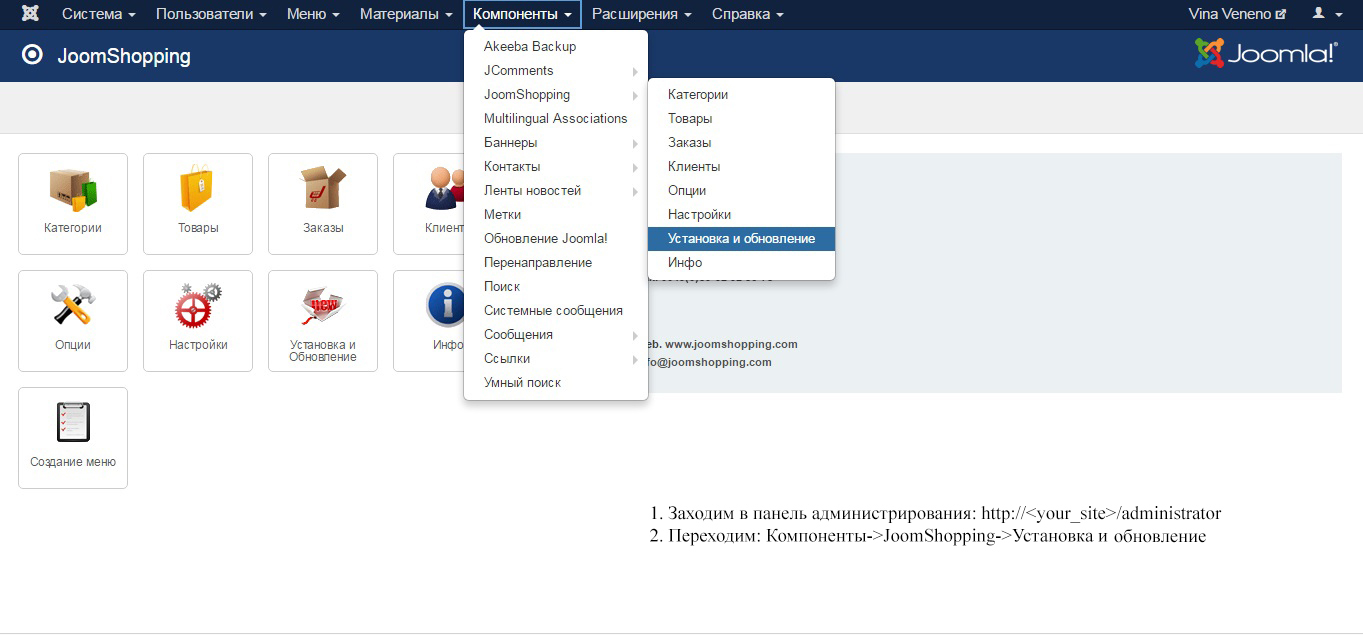 Система Пользователи Меню Материалы Компоненты Расширения Справка Vina Veneno
JoomShopping
Joomla!®
Akeeba Backup
JComments
JoomShopping
Multilingual Associations
Баннеры
Контакты
Ленты новостей
Метки
Обновление Joomla!
Перенаправление
Поиск
Системные сообщения
Сообщения
Ссылки
Умный поиск
Категории
Товары
Заказы
Клиенты
Опции
Настройки
Установка и обновление
Инфо
Категории
Товары
Заказы
Клиент
Опции
Настройки
Установка и
Обновление
Инфо
Создание меню
eb. www.joomshopping.com
fo@joomshopping.com
1. Заходим в панель администрирования: http://<your_site>/administrator
2. Переходим: Компоненты->JoomShopping->Установка и обновление